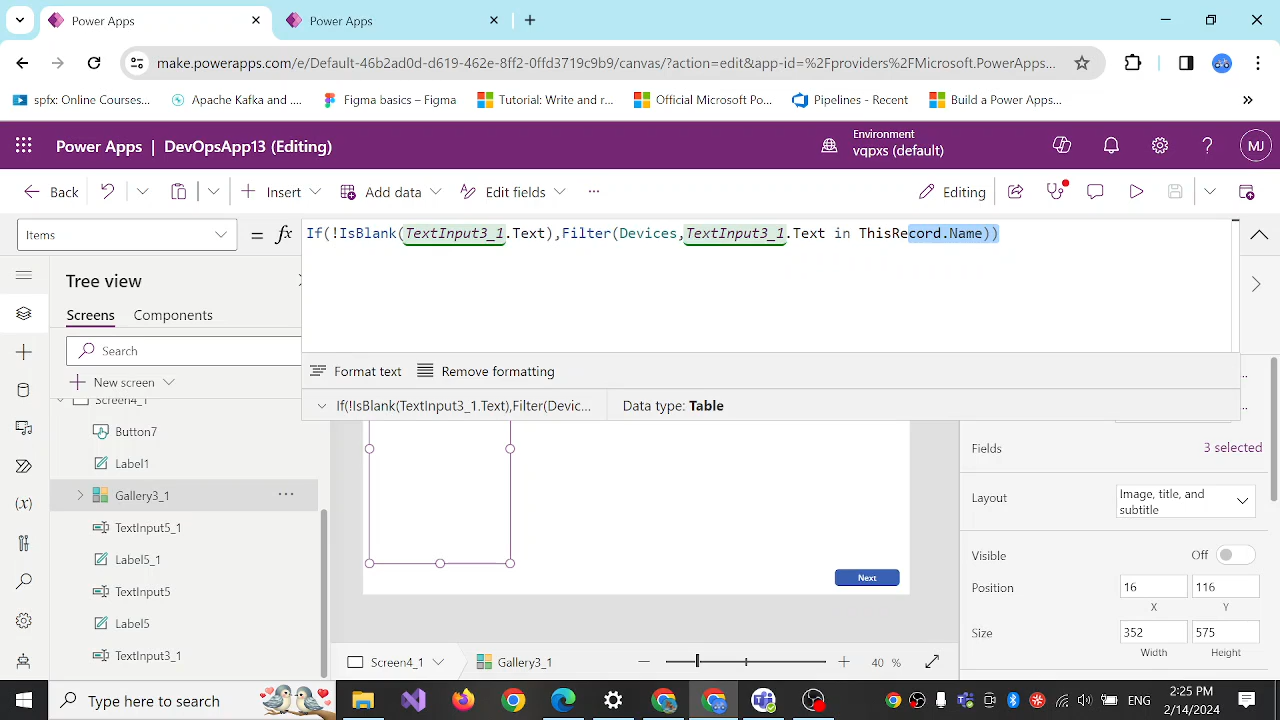 Power Apps
Power Apps
make.powerapps.com/e/Default-46b2ad0d-d619-462e-8ff2-0ffd3719c9b9/canvas/?action=edit&app-id=%2Fproviders%2FMicrosoft.PowerApps...
spfx Online Courses...
Apache Kafka and ....
Figma basics – Figma
Tutorial: Write and r...
Official Microsoft Po...
Pipelines - Recent
Build a Power Apps...
Power Apps | DevOpsApp13 (Editing)
Environment
vqpxs (default)
MJ
Back
Insert
Add data
Edit fields
Editing
Items
= fx
If(!IsBlank(TextInput3_1.Text),Filter(Devices,TextInput3_1.Text in ThisRecord.Name))
Tree view
Screens
Components
Search
New screen
Format text
Remove formatting
If(!IsBlank(TextInput3_1.Text),Filter(Devic...
Data type: Table
Screen4_1
Button7
Label1
Gallery3_1
TextInput5_1
Label5_1
TextInput5
Label5
TextInput3_1
Next
Fields
3 selected
Layout
Image, title, and
subtitle
Visible
Off
Position
16
116
X
Y
Size
352
575
Width
Height
Screen4_1
Gallery3_1
40 %
Type here to search
ENG
2:25 PM
2/14/2024